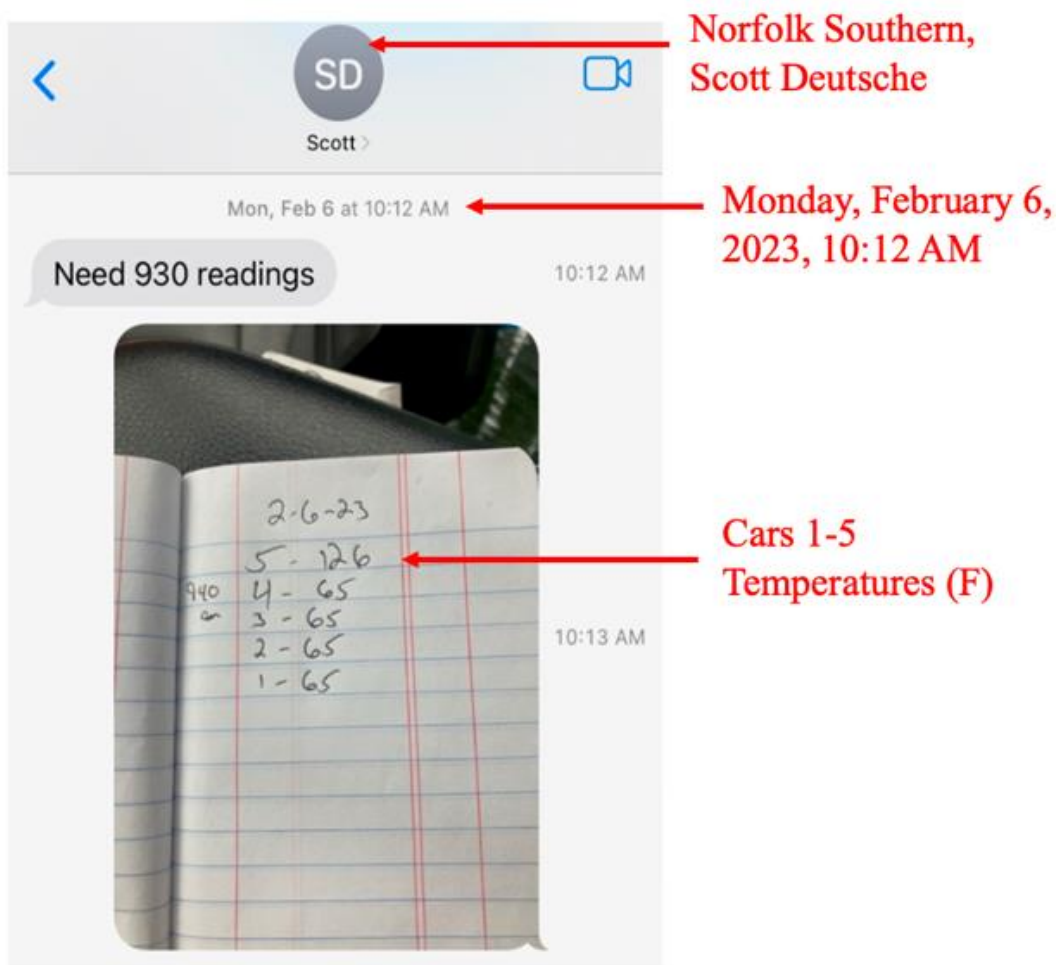 Norfolk Southern,
Scott Deutsche
SD
Scott >
Mon, Feb 6 at 10:12 AM
Monday, February 6,
2023, 10:12 AM
Need 930 readings
10:12 AM
2-6-23
5 - 126
940 4 - 65
am 3 - 65
2 - 65
1 - 65
10:13 AM
Cars 1-5
Temperatures (F)